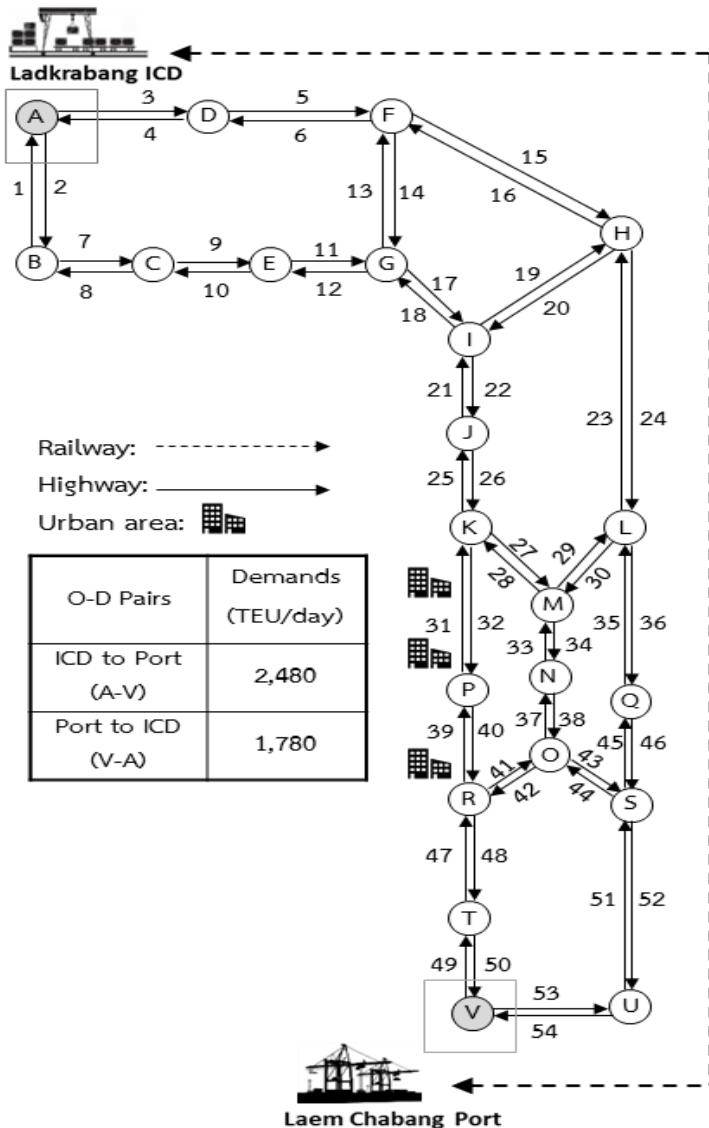 Ladkrabang ICD
A
3
4
D
5
6
F
15
16
1
2
13
14
H
B
7
8
C
9
10
E
11
12
G
17
18
19
20
I
21
22
23
24
J
Railway:
Highway:
Urban area:
25
26
K
L
27
28
29
30
M
O-D Pairs
Demands
(TEU/day)
ICD to Port
(A-V)
2,480
Port to ICD
(V-A)
1,780
31
32
33
34
35
36
N
P
Q
37
38
39
40
O
41
42
43
44
45
46
R
S
47
48
51
52
T
49
50
V
53
54
U
Laem Chabang Port